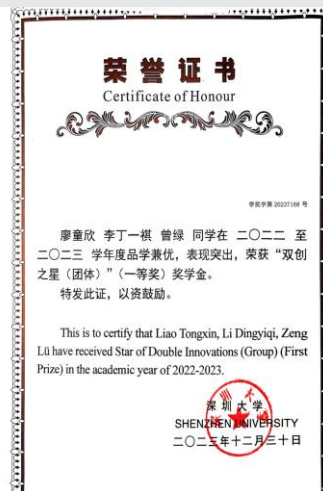 荣誉证书
Certificate of Honour
学奖字第 20237168 号
廖童欣 李丁一祺 曾绿 同学在 二〇二二 至
二〇二三 学年度品学兼优，表现突出，荣获“双创
之星（团体）”（一等奖）奖学金。
特发此证，以资鼓励。
This is to certify that Liao Tongxin, Li Dingyiqi, Zeng
Lü have received Star of Double Innovations (Group) (First
Prize) in the academic year of 2022-2023.
深圳大学
SHENZHEN UNIVERSITY
二〇二三年十二月三十日